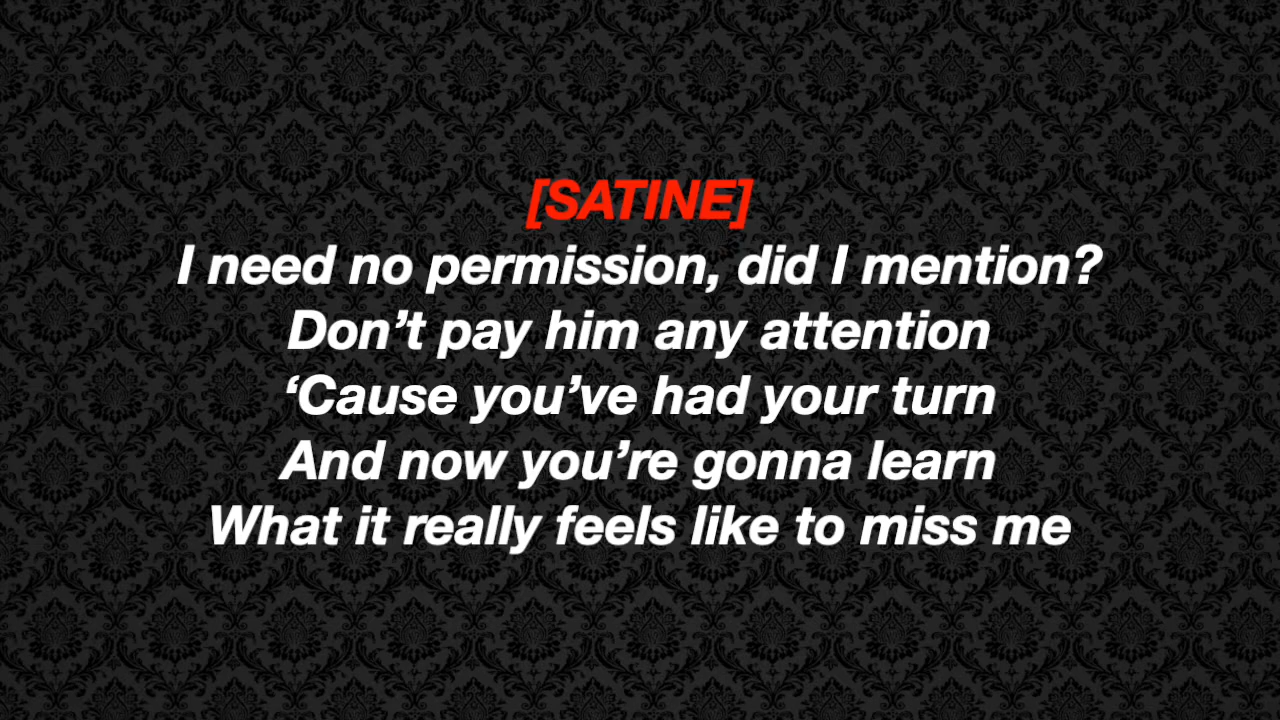 [SATINE]
I need no permission, did I mention?
Don’t pay him any attention
‘Cause you’ve had your turn
And now you’re gonna learn
What it really feels like to miss me